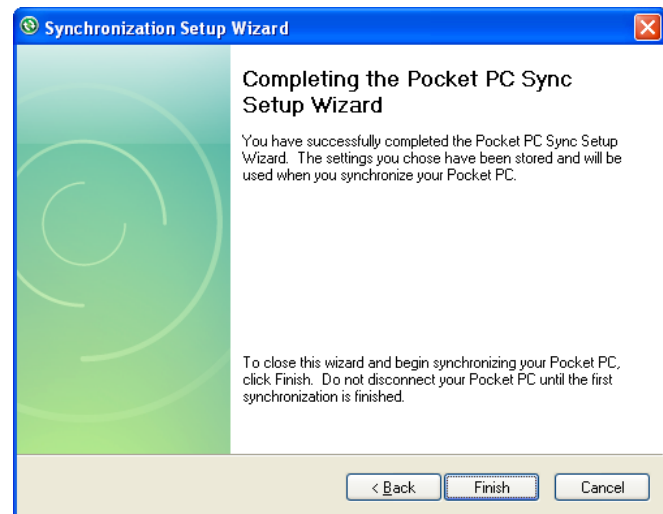 Synchronization Setup Wizard
Completing the Pocket PC Sync
Setup Wizard
You have successfully completed the Pocket PC Sync Setup
Wizard. The settings you chose have been stored and will be
used when you synchronize your Pocket PC.
To close this wizard and begin synchronizing your Pocket PC,
click Finish. Do not disconnect your Pocket PC until the first
synchronization is finished.
< Back Finish Cancel